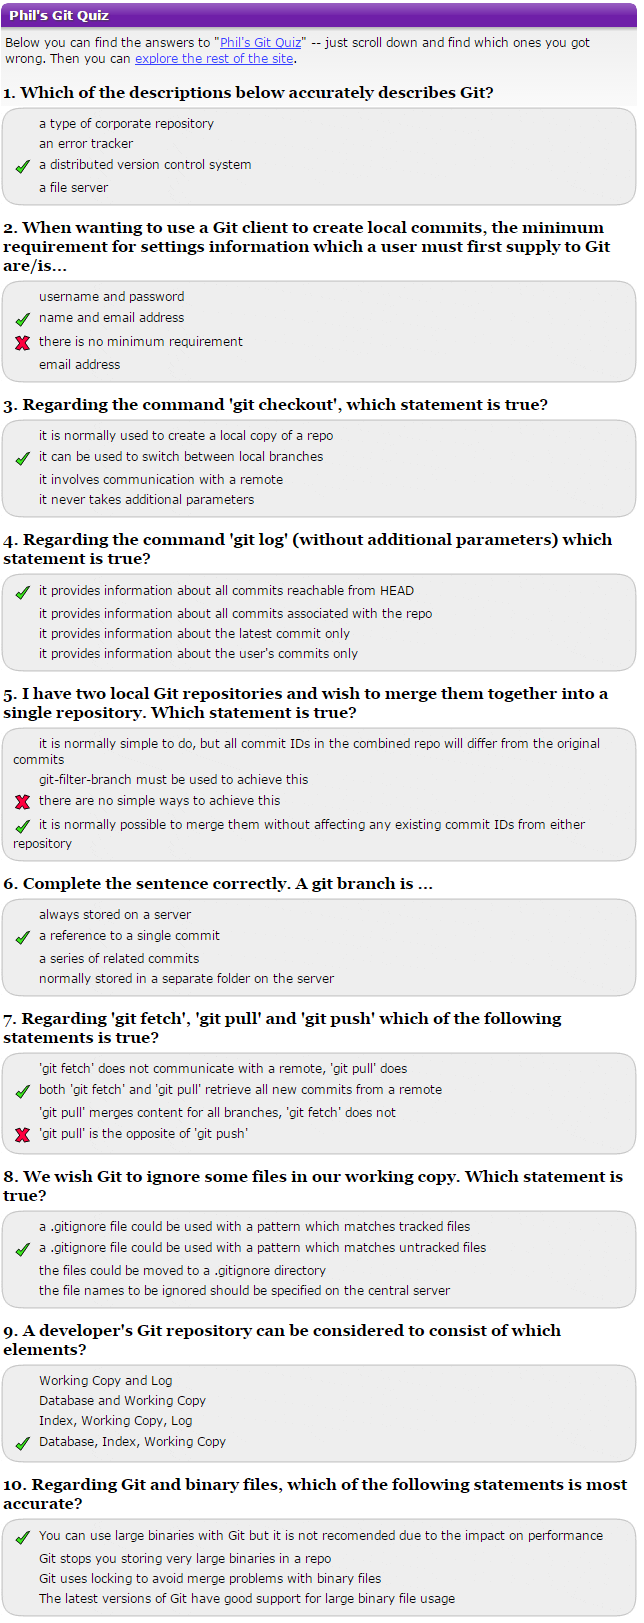 Phil's Git Quiz
Below you can find the answers to "Phil's Git Quiz" -- just scroll down and find which ones you got
wrong. Then you can explore the rest of the site.
1. Which of the descriptions below accurately describes Git?
a type of corporate repository
an error tracker
a distributed version control system
a file server
2. When wanting to use a Git client to create local commits, the minimum
requirement for settings information which a user must first supply to Git
are/is...
username and password
name and email address
there is no minimum requirement
email address
3. Regarding the command 'git checkout', which statement is true?
it is normally used to create a local copy of a repo
it can be used to switch between local branches
it involves communication with a remote
it never takes additional parameters
4. Regarding the command 'git log' (without additional parameters) which
statement is true?
it provides information about all commits reachable from HEAD
it provides information about all commits associated with the repo
it provides information about the latest commit only
it provides information about the user's commits only
5. I have two local Git repositories and wish to merge them together into a
single repository. Which statement is true?
it is normally simple to do, but all commit IDs in the combined repo will differ from the original
commits
git-filter-branch must be used to achieve this
there are no simple ways to achieve this
it is normally possible to merge them without affecting any existing commit IDs from either
repository
6. Complete the sentence correctly. A git branch is ...
always stored on a server
a reference to a single commit
a series of related commits
normally stored in a separate folder on the server
7. Regarding 'git fetch', 'git pull' and 'git push' which of the following
statements is true?
'git fetch' does not communicate with a remote, 'git pull' does
both 'git fetch' and 'git pull' retrieve all new commits from a remote
'git pull' merges content for all branches, 'git fetch' does not
'git pull' is the opposite of 'git push'
8. We wish Git to ignore some files in our working copy. Which statement is
true?
a .gitignore file could be used with a pattern which matches tracked files
a .gitignore file could be used with a pattern which matches untracked files
the files could be moved to a .gitignore directory
the file names to be ignored should be specified on the central server
9. A developer's Git repository can be considered to consist of which
elements?
Working Copy and Log
Database and Working Copy
Index, Working Copy, Log
Database, Index, Working Copy
10. Regarding Git and binary files, which of the following statements is most
accurate?
You can use large binaries with Git but it is not recomended due to the impact on performance
Git stops you storing very large binaries in a repo
Git uses locking to avoid merge problems with binary files
The latest versions of Git have good support for large binary file usage